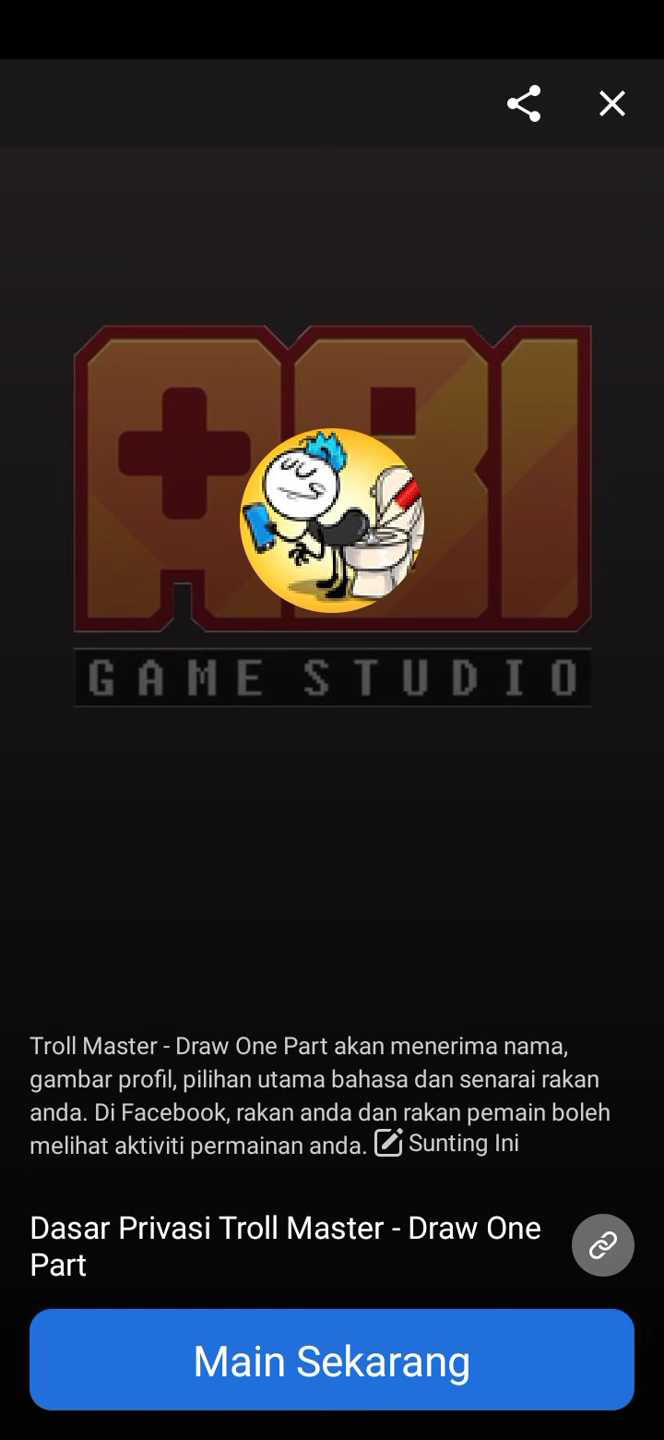 ABI
GAME STUDIO
Troll Master - Draw One Part akan menerima nama,
gambar profil, pilihan utama bahasa dan senarai rakan
anda. Di Facebook, rakan anda dan rakan pemain boleh
melihat aktiviti permainan anda. Sunting Ini
Dasar Privasi Troll Master - Draw One
Part
Main Sekarang